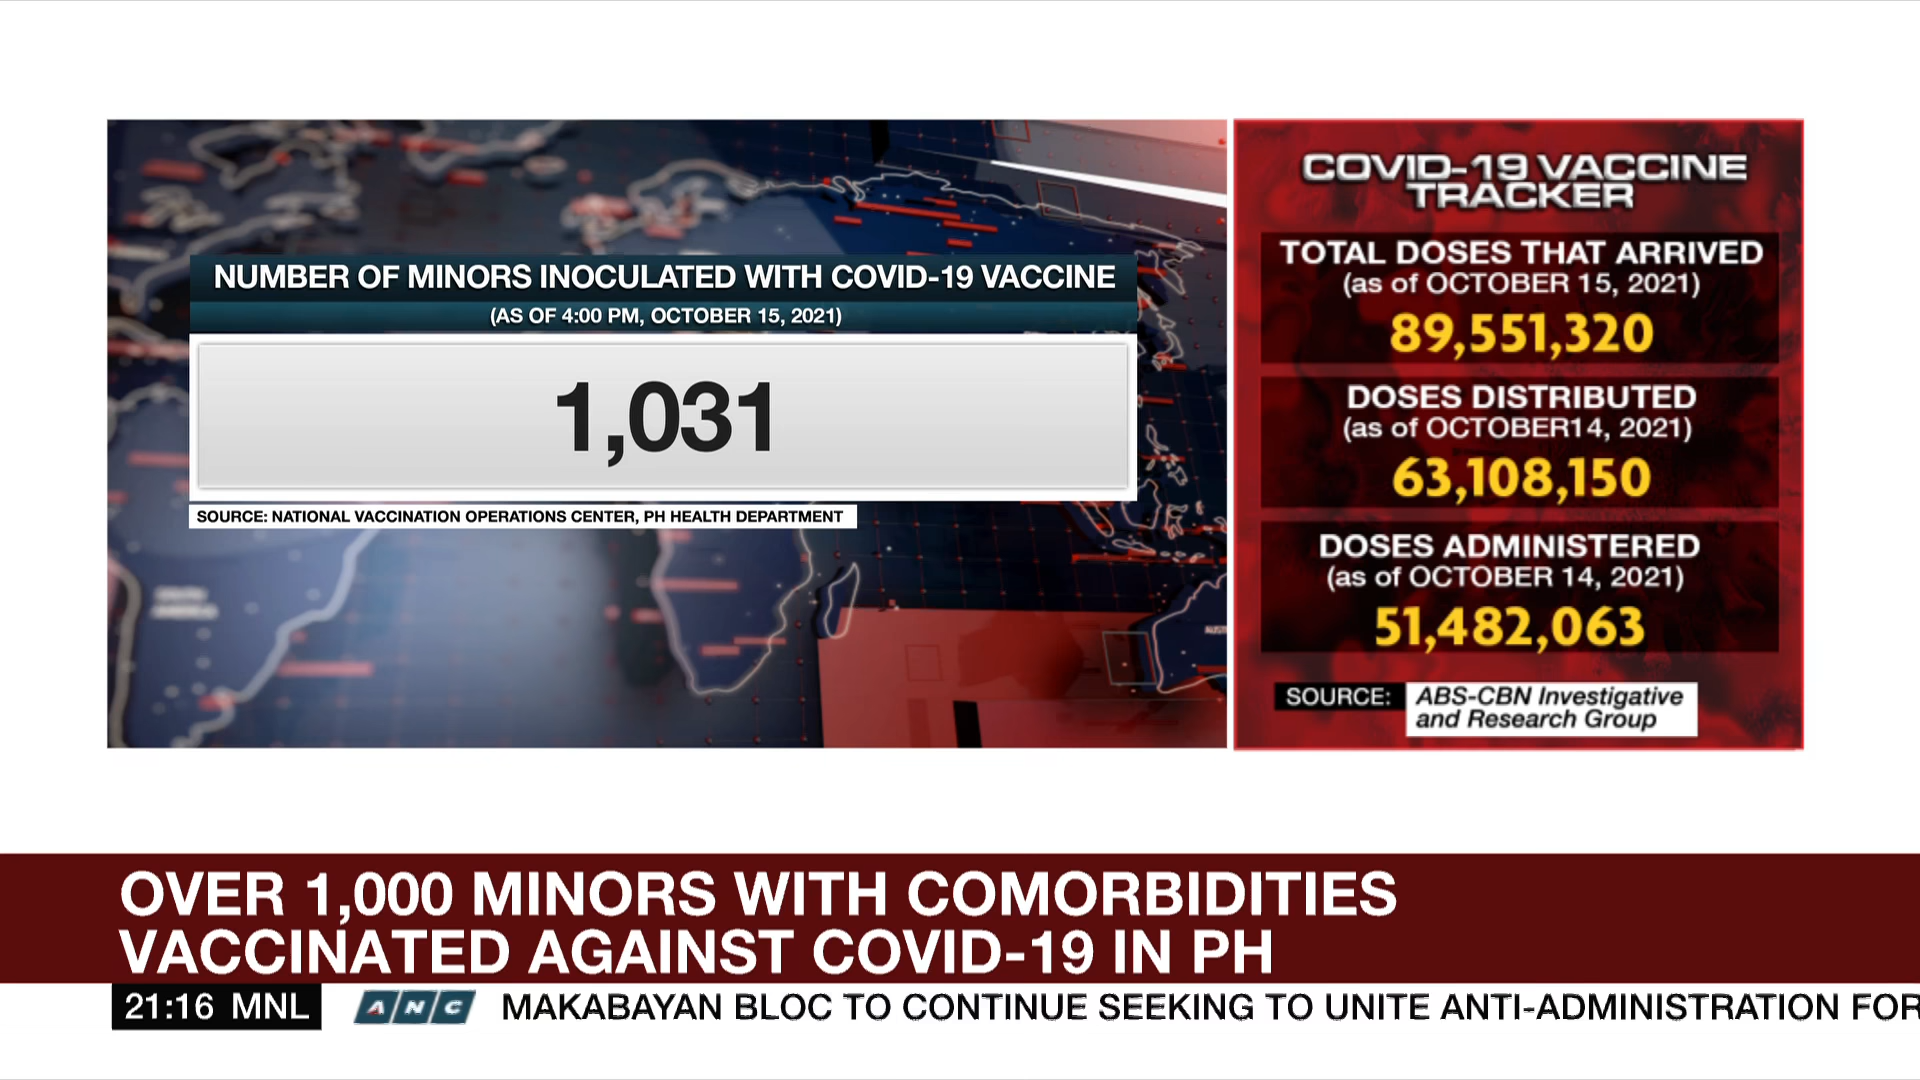 NUMBER OF MINORS INOCULATED WITH COVID-19 VACCINE
(AS OF 4:00 PM, OCTOBER 15, 2021)
1,031
SOURCE: NATIONAL VACCINATION OPERATIONS CENTER, PH HEALTH DEPARTMENT
COVID-19 VACCINE
TRACKER
TOTAL DOSES THAT ARRIVED
(as of OCTOBER 15, 2021)
89,551,320
DOSES DISTRIBUTED
(as of OCTOBER14, 2021)
63,108,150
DOSES ADMINISTERED
(as of OCTOBER 14, 2021)
51,482,063
SOURCE: ABS-CBN Investigative
and Research Group
OVER 1,000 MINORS WITH COMORBIDITIES
VACCINATED AGAINST COVID-19 IN PH
21:16 MNL ANC MAKABAYAN BLOC TO CONTINUE SEEKING TO UNITE ANTI-ADMINISTRATION FOR